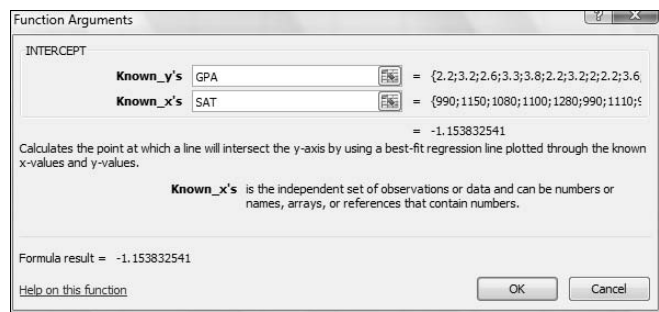 Function Arguments
INTERCEPT
Known_y's GPA = {2.2;3.2;2.6;3.3;3.8;2.2;3.2;2;2.2;3.6;
Known_x's SAT = {990;1150;1080;1100;1280;990;1110;9
= -1.153832541
Calculates the point at which a line will intersect the y-axis by using a best-fit regression line plotted through the known
x-values and y-values.
Known_x's is the independent set of observations or data and can be numbers or
names, arrays, or references that contain numbers.
Formula result = -1.153832541
Help on this function
OK Cancel